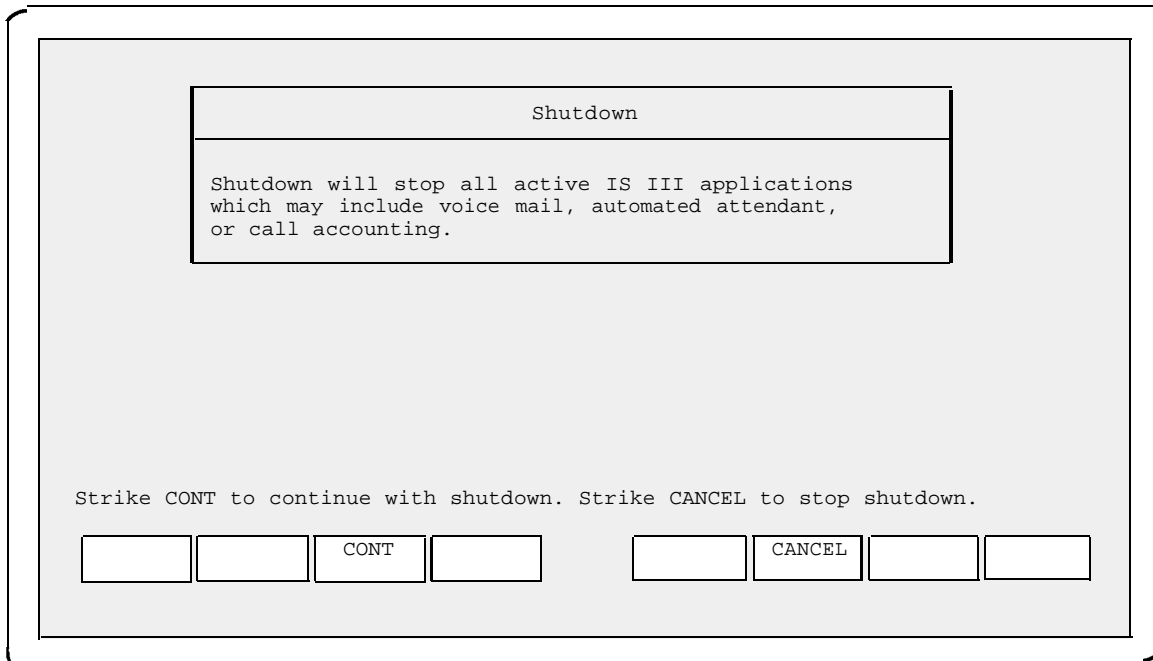 Shutdown
Shutdown will stop all active IS III applications
which may include voice mail, automated attendant,
or call accounting.
Strike CONT to continue with shutdown. Strike CANCEL to stop shutdown.
CONT
CANCEL